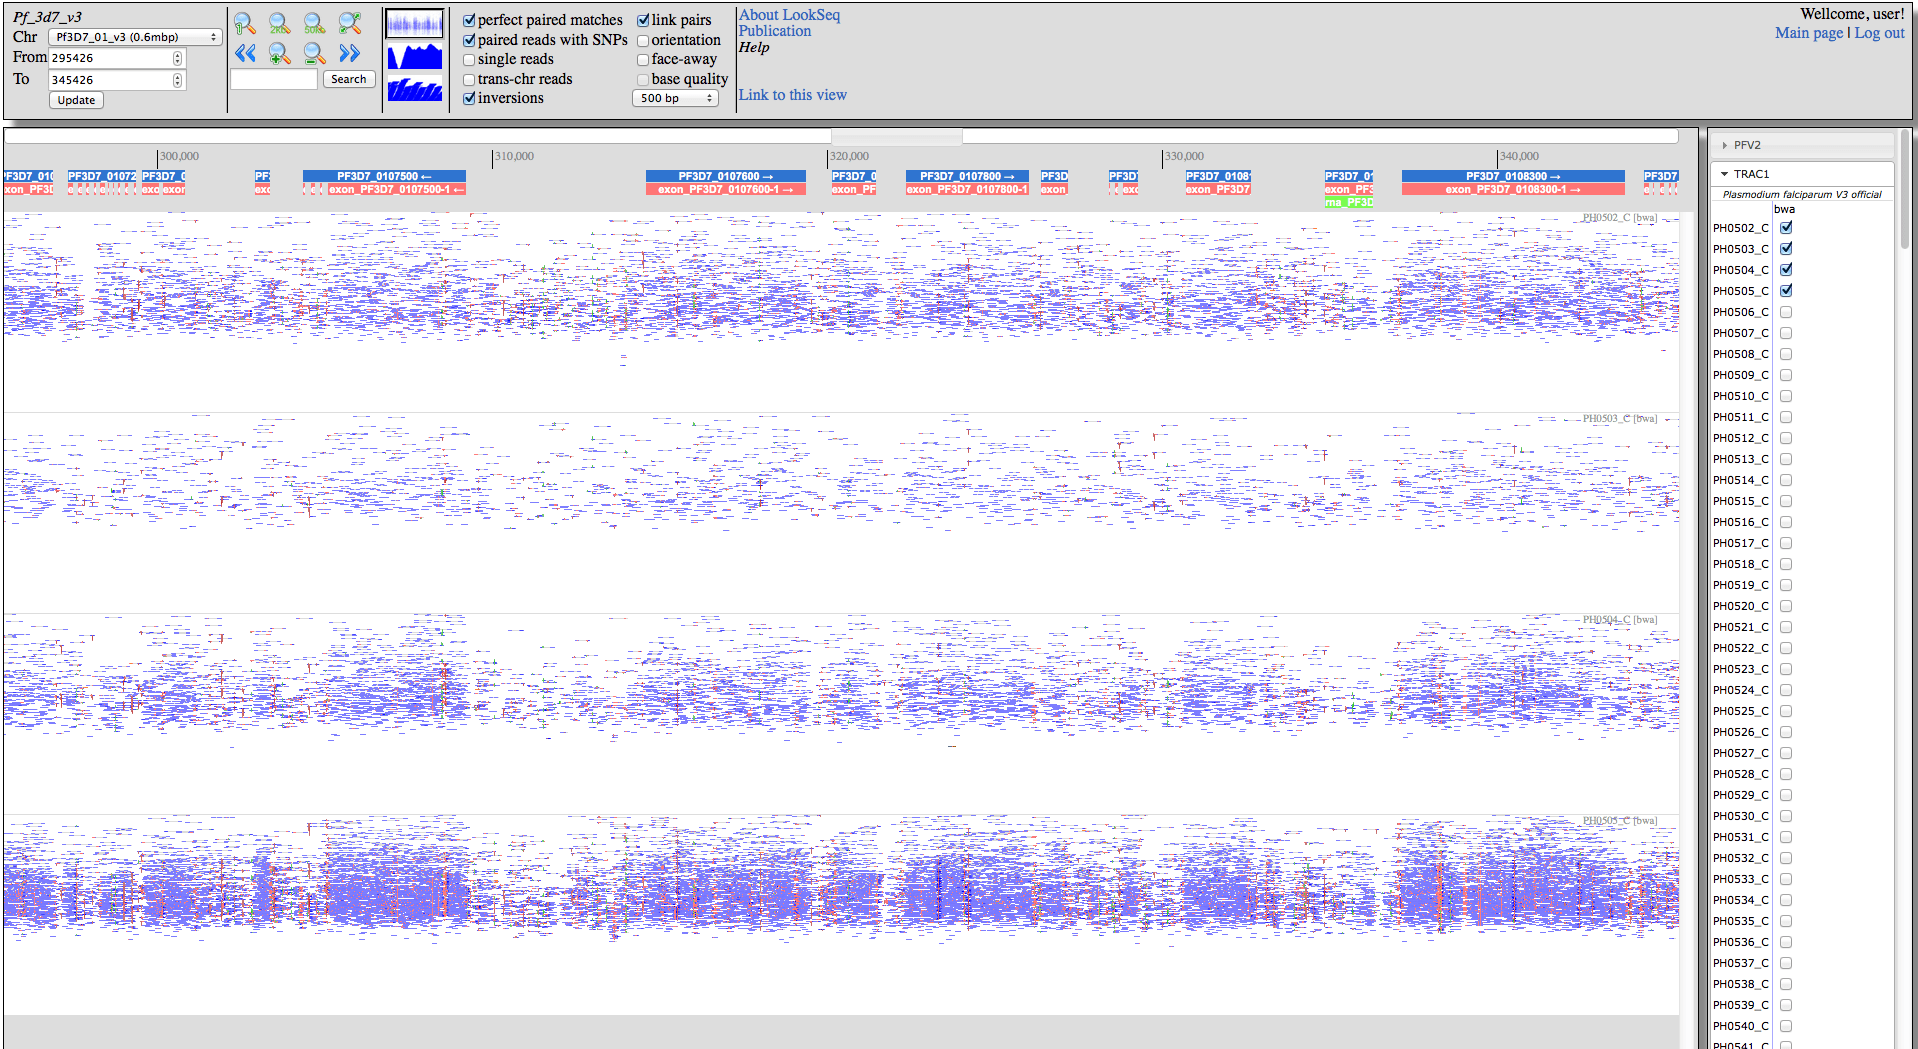 Pf_3d7_v3
Chr Pf3D7_01_v3 (0.6mbp)
From 295426
To 345426
Update
Search
perfect paired matches
paired reads with SNPs
single reads
trans-chr reads
inversions
link pairs
orientation
face-away
base quality
500 bp
About LookSeq
Publication
Help
Link to this view
Wellcome, user!
Main page | Log out
300,000 310,000 320,000 330,000 340,000
PF3D7_010 PF3D7_01072 PF3D7_0 PF PF3D7_0107500 ← PF3D7_0107600 → PF3D7_0 PF3D7_0107800 → PF3D PF3D7 PF3D7_0108 PF3D7_01 PF3D7_0108300 → PF3D7
exon_PF3D exo exon exo exon_PF3D7_0107500-1 ← exon_PF3D7_0107600-1 → exon_PF exon_PF3D7_0107800-1 exon exo exon_PF3D7 exon_PF3 exon_PF3D7_0108300-1 →
rna_PF3D
PH0502_C [bwa]
PH0503_C [bwa]
PH0504_C [bwa]
PH0505_C [bwa]
PFV2
TRAC1
Plasmodium falciparum V3 official
bwa
PH0502_C
PH0503_C
PH0504_C
PH0505_C
PH0506_C
PH0507_C
PH0508_C
PH0509_C
PH0510_C
PH0511_C
PH0512_C
PH0513_C
PH0514_C
PH0515_C
PH0516_C
PH0517_C
PH0518_C
PH0519_C
PH0520_C
PH0521_C
PH0522_C
PH0523_C
PH0524_C
PH0525_C
PH0526_C
PH0527_C
PH0528_C
PH0529_C
PH0530_C
PH0531_C
PH0532_C
PH0533_C
PH0534_C
PH0535_C
PH0536_C
PH0537_C
PH0538_C
PH0539_C
PH0540_C
PH0541_C